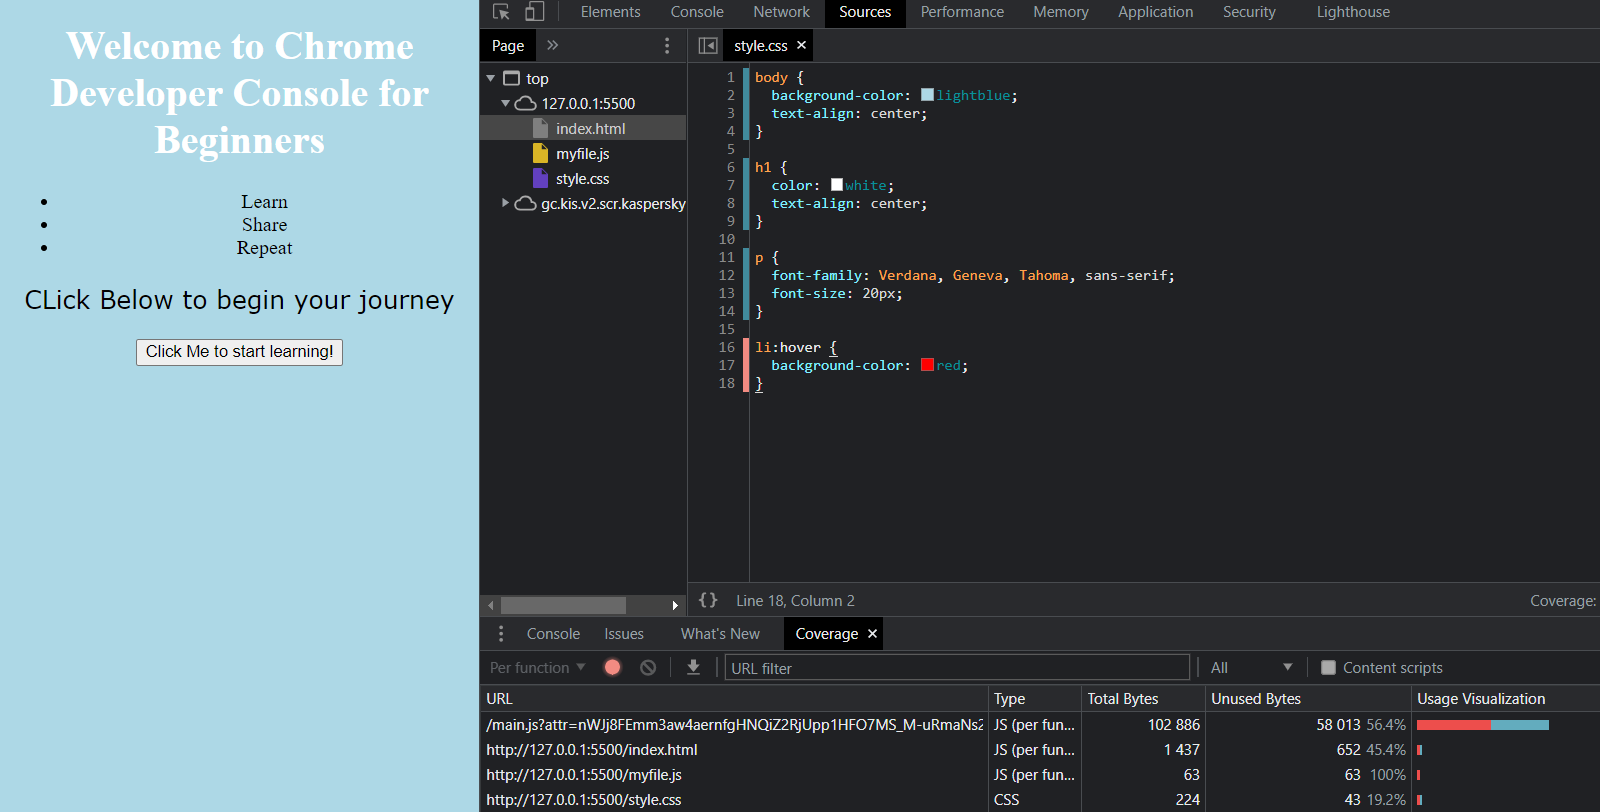 Welcome to Chrome
Developer Console for
Beginners
Learn
Share
Repeat
CLick Below to begin your journey
Click Me to start learning!
Elements Console Network Sources Performance Memory Application Security Lighthouse
Page
top
127.0.0.1:5500
index.html
myfile.js
style.css
gc.kis.v2.scr.kaspersky
style.css ×
1 body {
2 background-color: lightblue;
3 text-align: center;
4 }
5
6 h1 {
7 color: white;
8 text-align: center;
9 }
10
11 p {
12 font-family: Verdana, Geneva, Tahoma, sans-serif;
13 font-size: 20px;
14 }
15
16 li:hover {
17 background-color: red;
18 }
{} Line 18, Column 2 Coverage:
Console Issues What's New Coverage ×
Per function URL filter All Content scripts
URL Type Total Bytes Unused Bytes Usage Visualization
/main.js?attr=nWJj8FEmm3aw4aernfgHNQiZ2RjUpp1HFO7MS_M-uRmaNs2 JS (per fun... 102 886 58 013 56.4%
http://127.0.0.1:5500/index.html JS (per fun... 1 437 652 45.4%
http://127.0.0.1:5500/myfile.js JS (per fun... 63 63 100%
http://127.0.0.1:5500/style.css CSS 224 43 19.2%